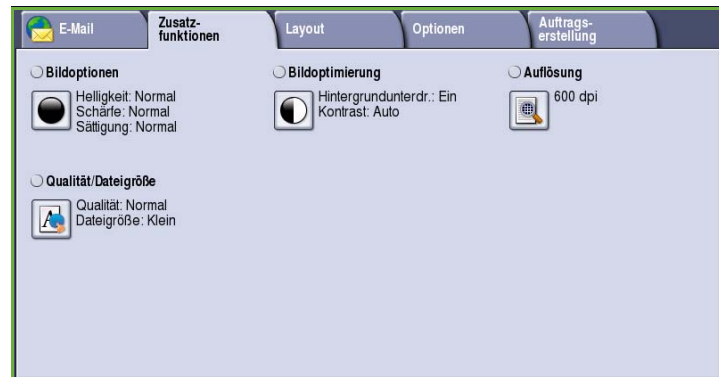 E-Mail
Zusatz-
funktionen
Layout
Optionen
Auftrags-
erstellung
Bildoptionen
Helligkeit: Normal
Schärfe: Normal
Sättigung: Normal
Bildoptimierung
Hintergrundunterdr.: Ein
Kontrast: Auto
Auflösung
600 dpi
Qualität/Dateigröße
Qualität: Normal
Dateigröße: Klein